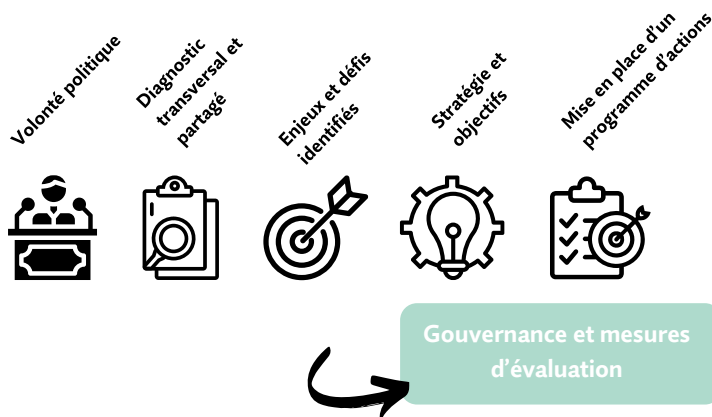 Volonté politique
Diagnostic
transversal et
partagé
Enjeux et défis
identifiés
Stratégie et
objectifs
Mise en place d'un
programme d'actions
Gouvernance et mesures
d'évaluation